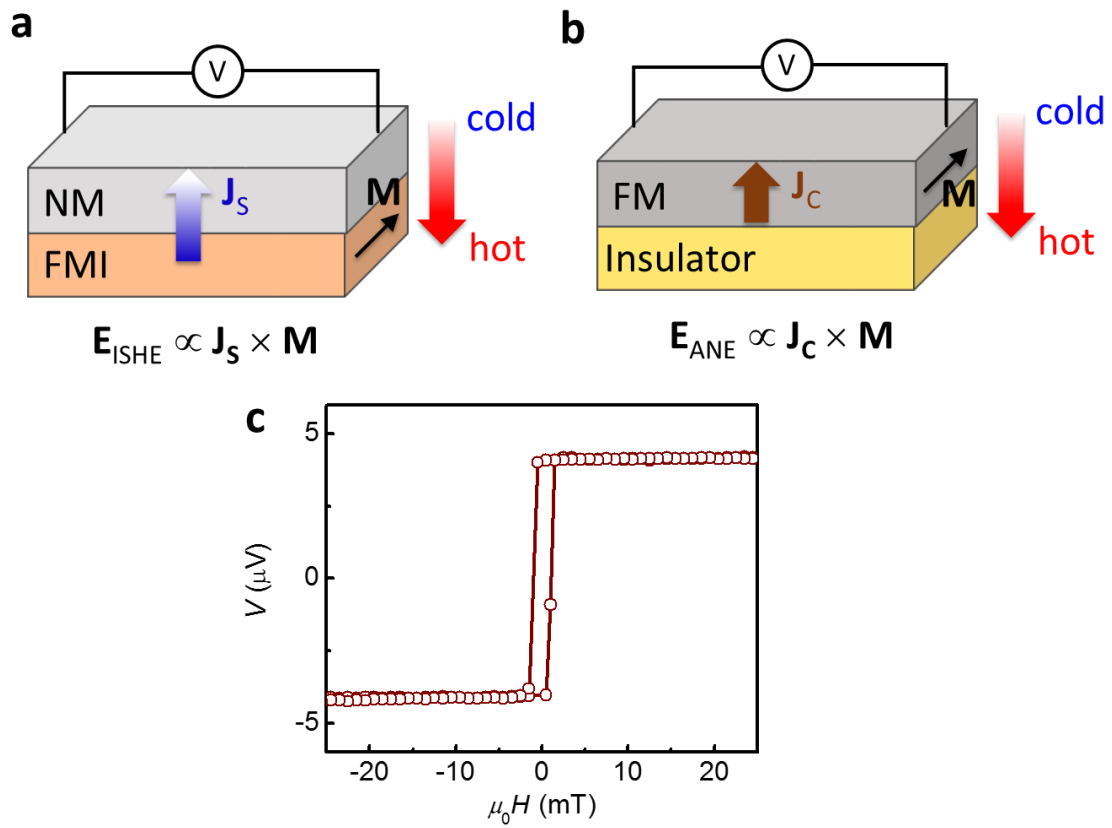 a
V
cold
NM
J_S
M
FMI
hot
E_ISHE ∝ J_S × M
b
V
cold
FM
J_C
M
Insulator
hot
E_ANE ∝ J_C × M
c
5
0
-5
V (μV)
-20 -10 0 10 20
μ₀H (mT)